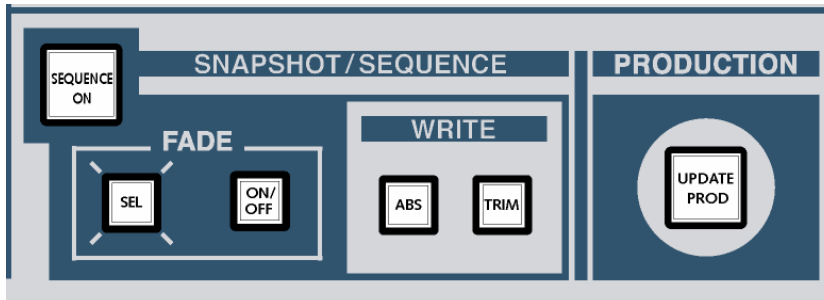 SEQUENCE
ON
SNAPSHOT/SEQUENCE
PRODUCTION
FADE
WRITE
SEL
ON/
OFF
ABS
TRIM
UPDATE
PROD